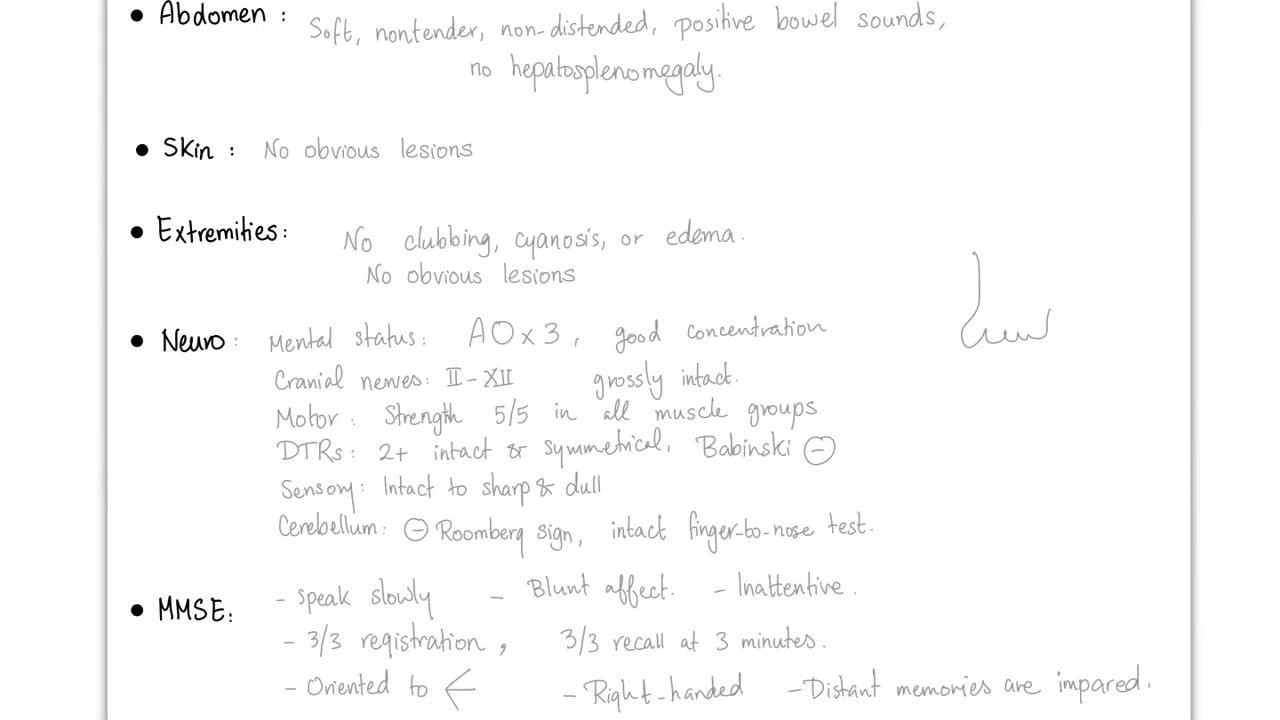 • Abdomen : Soft, nontender, non-distended, positive bowel sounds,
no hepatosplenomegaly.
• Skin : No obvious lesions
• Extremities: No clubbing, cyanosis, or edema.
No obvious lesions
• Neuro: Mental status: AO x 3, good concentration
Cranial nerves: II - XII grossly intact.
Motor: Strength 5/5 in all muscle groups
DTRs: 2+ intact & symmetrical, Babinski ⊖
Sensory: Intact to sharp & dull
Cerebellum: ⊖ Roomberg sign, intact finger-to-nose test.
• MMSE: - speak slowly - Blunt affect. - Inattentive.
- 3/3 registration, 3/3 recall at 3 minutes.
- Oriented to - Right-handed - Distant memories are impared.